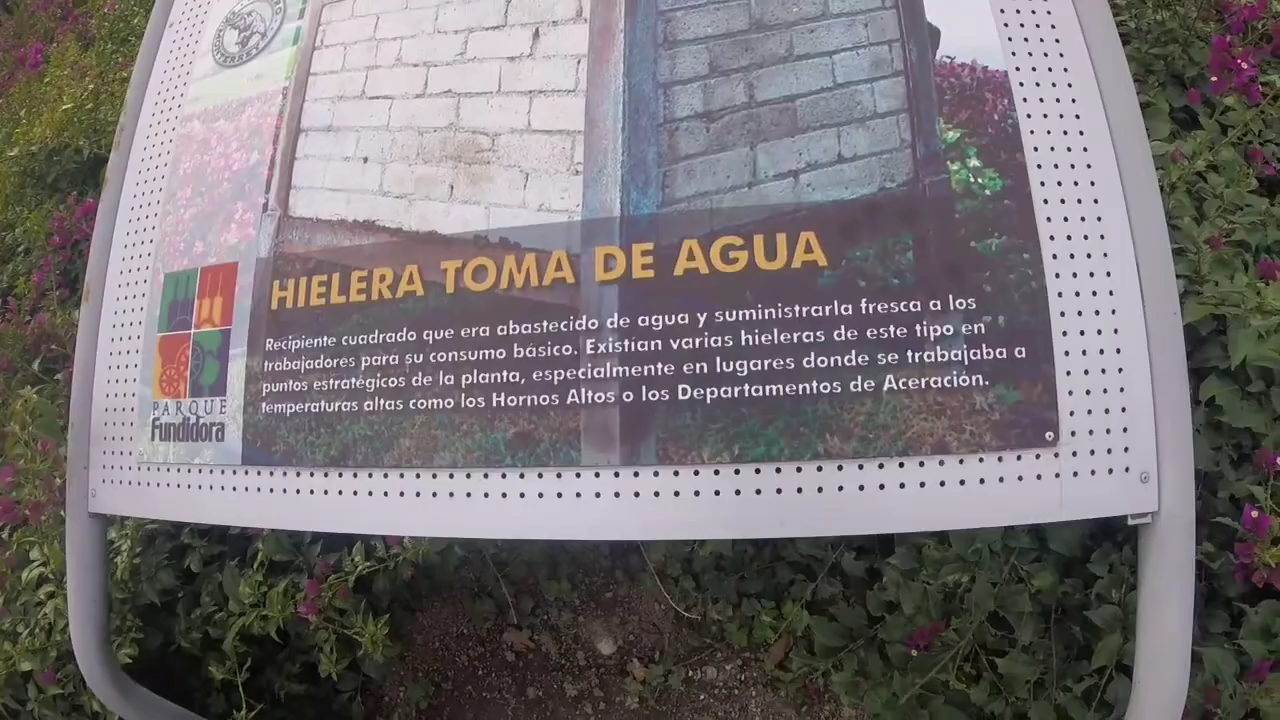 HIELERA TOMA DE AGUA
Recipiente cuadrado que era abastecido de agua y suministrarla fresca a los
trabajadores para su consumo básico. Existían varias hieleras de este tipo en
puntos estratégicos de la planta, especialmente en lugares donde se trabajaba a
temperaturas altas como los Hornos Altos o los Departamentos de Aceración.
PARQUE
Fundidora